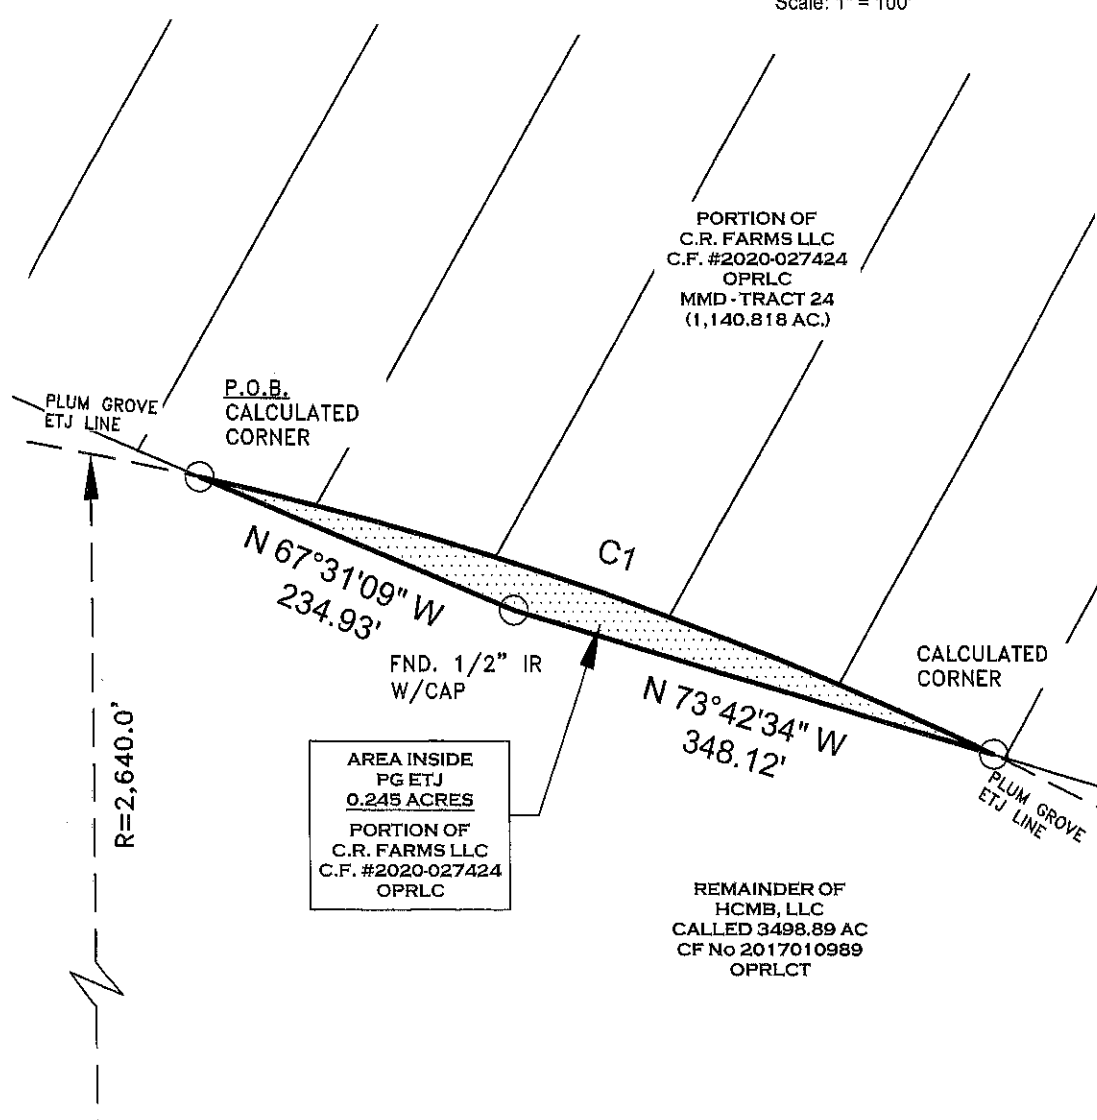 Scale: 1" = 100'
PORTION OF
C.R. FARMS LLC
C.F. #2020-027424
OPRLC
MMD - TRACT 24
(1,140.818 AC.)
PLUM GROVE
ETJ LINE
P.O.B.
CALCULATED
CORNER
C1
N 67°31'09" W
234.93'
FND. 1/2" IR
W/CAP
CALCULATED
CORNER
N 73°42'34" W
348.12'
PLUM GROVE
ETJ LINE
R=2,640.0'
AREA INSIDE
PG ETJ
0.245 ACRES
PORTION OF
C.R. FARMS LLC
C.F. #2020-027424
OPRLC
REMAINDER OF
HCMB, LLC
CALLED 3498.89 AC
CF No 2017010989
OPRLCT